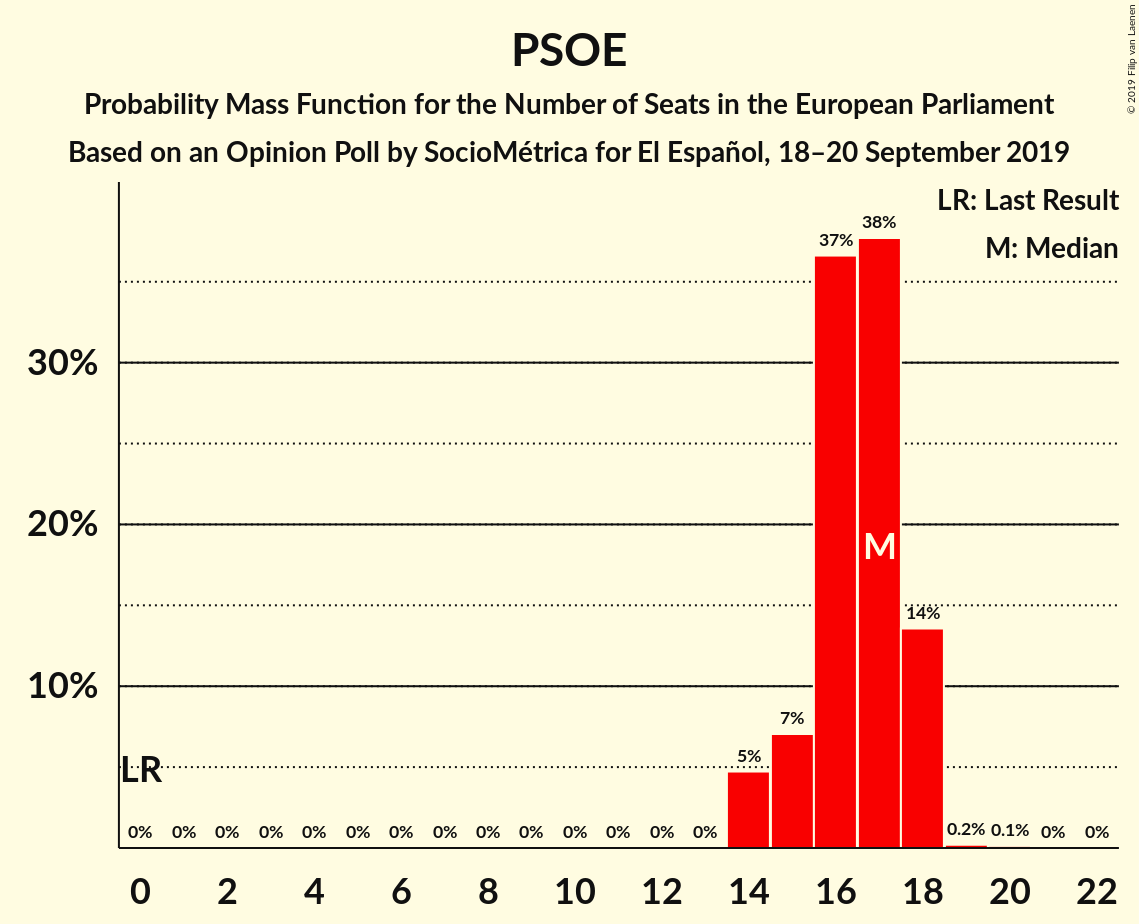 PSOE
Probability Mass Function for the Number of Seats in the European Parliament
Based on an Opinion Poll by SocioMétrica for El Español, 18–20 September 2019
© 2019 Filip van Laenen
LR: Last Result
M: Median
30%
20%
10%
LR
M
0% 0% 0% 0% 0% 0% 0% 0% 0% 0% 0% 0% 0% 0% 5% 7% 37% 38% 14% 0.2% 0.1% 0% 0%
0 2 4 6 8 10 12 14 16 18 20 22